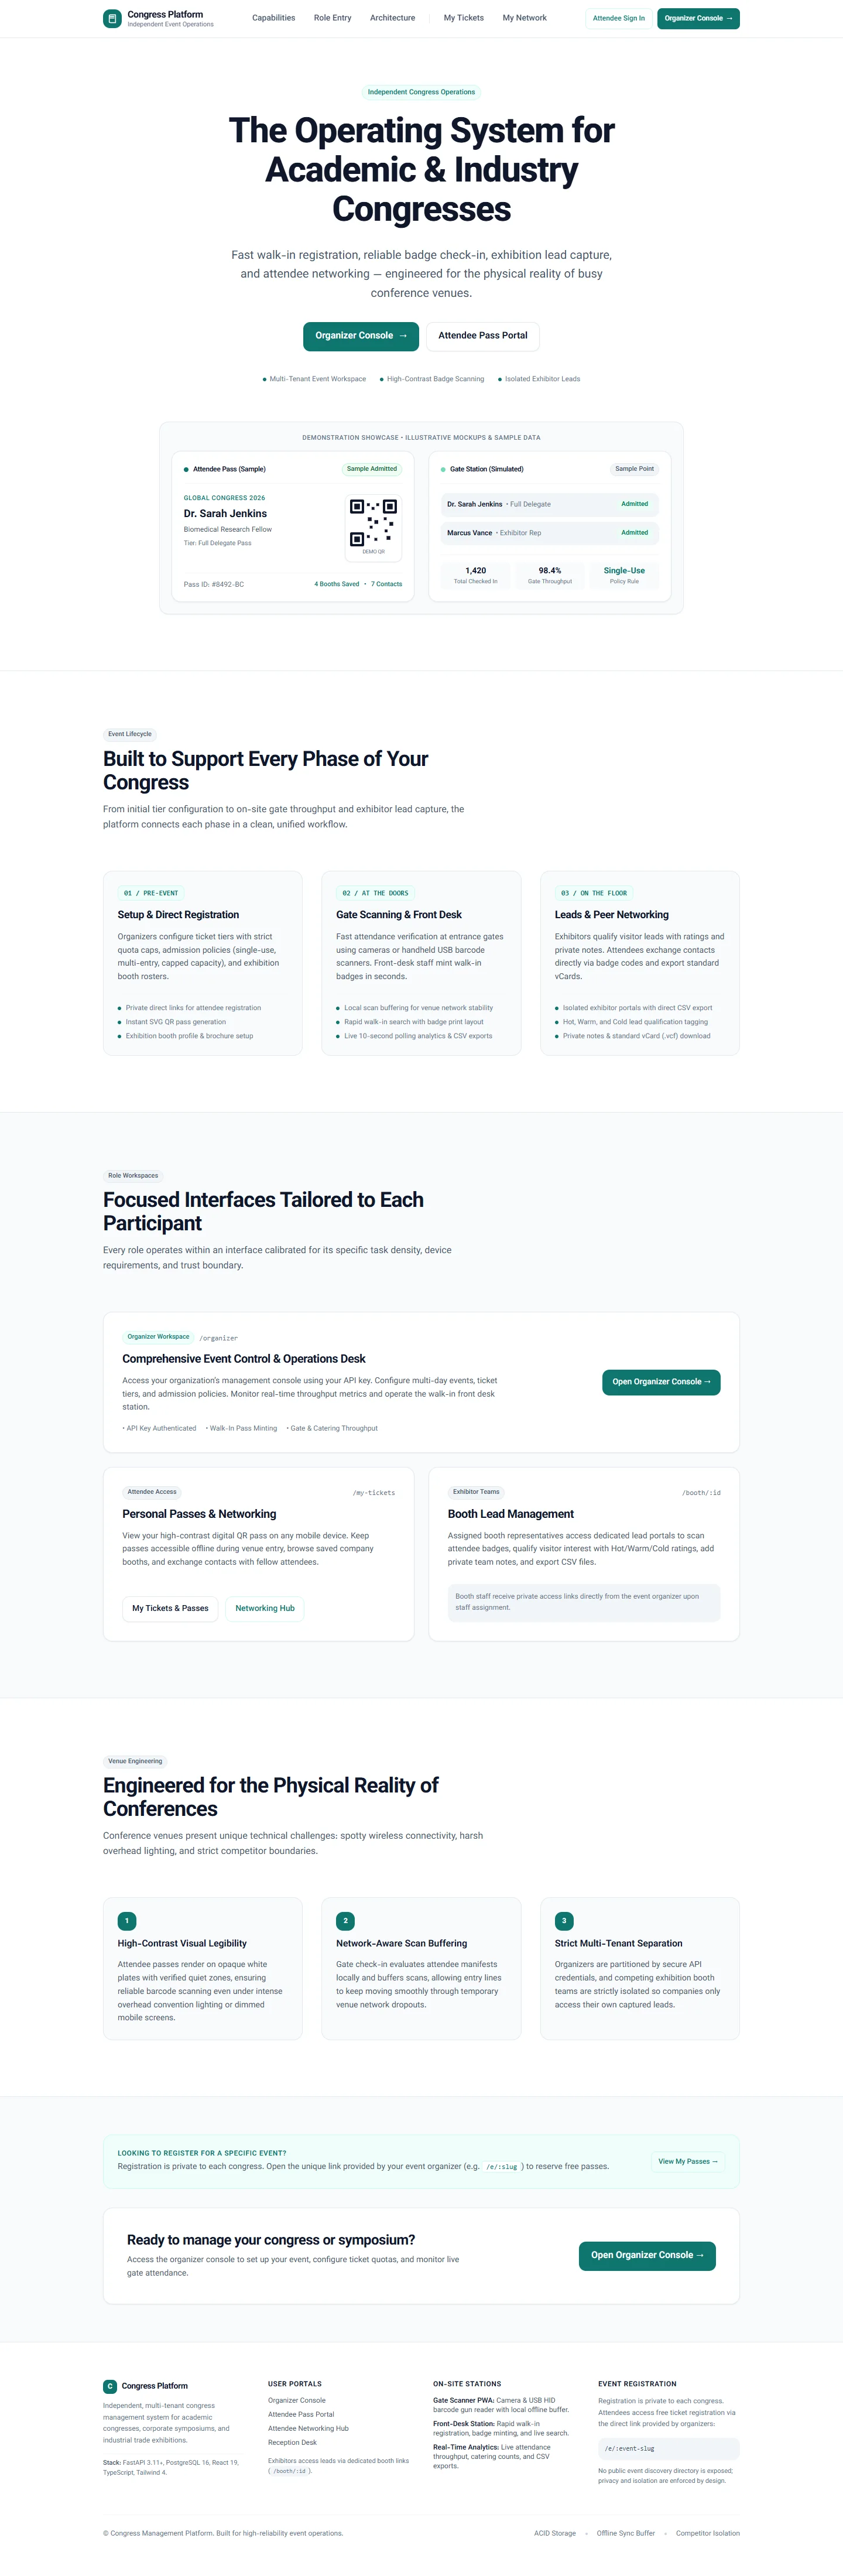 Congress Platform
Independent Event Operations
Capabilities
Role Entry
Architecture
My Tickets
My Network
Attendee Sign In
Organizer Console →
Independent Congress Operations
The Operating System for
Academic & Industry
Congresses
Fast walk-in registration, reliable badge check-in, exhibition lead capture,
and attendee networking — engineered for the physical reality of busy
conference venues.
Organizer Console →
Attendee Pass Portal
• Multi-Tenant Event Workspace
• High-Contrast Badge Scanning
• Isolated Exhibitor Leads
DEMONSTRATION SHOWCASE • ILLUSTRATIVE MOCKUPS & SAMPLE DATA
Attendee Pass (Sample)
Sample Admitted
GLOBAL CONGRESS 2026
Dr. Sarah Jenkins
Biomedical Research Fellow
Tier: Full Delegate Pass
DEMO QR
Pass ID: #8492-BC
4 Booths Saved • 7 Contacts
Gate Station (Simulated)
Sample Point
Dr. Sarah Jenkins • Full Delegate
Admitted
Marcus Vance • Exhibitor Rep
Admitted
1,420
Total Checked In
98.4%
Gate Throughput
Single-Use
Policy Rule
Event Lifecycle
Built to Support Every Phase of Your
Congress
From initial tier configuration to on-site gate throughput and exhibitor lead capture, the
platform connects each phase in a clean, unified workflow.
01 / PRE-EVENT
Setup & Direct Registration
Organizers configure ticket tiers with strict
quota caps, admission policies (single-use,
multi-entry, capped capacity), and exhibition
booth rosters.
• Private direct links for attendee registration
• Instant SVG QR pass generation
• Exhibition booth profile & brochure setup
02 / AT THE DOORS
Gate Scanning & Front Desk
Fast attendance verification at entrance gates
using cameras or handheld USB barcode
scanners. Front-desk staff mint walk-in
badges in seconds.
• Local scan buffering for venue network stability
• Rapid walk-in search with badge print layout
• Live 10-second polling analytics & CSV exports
03 / ON THE FLOOR
Leads & Peer Networking
Exhibitors qualify visitor leads with ratings and
private notes. Attendees exchange contacts
directly via badge codes and export standard
vCards.
• Isolated exhibitor portals with direct CSV export
• Hot, Warm, and Cold lead qualification tagging
• Private notes & standard vCard (.vcf) download
Role Workspaces
Focused Interfaces Tailored to Each
Participant
Every role operates within an interface calibrated for its specific task density, device
requirements, and trust boundary.
Organizer Workspace /organizer
Comprehensive Event Control & Operations Desk
Access your organization's management console using your API key. Configure multi-day events, ticket
tiers, and admission policies. Monitor real-time throughput metrics and operate the walk-in front desk
station.
• API Key Authenticated • Walk-In Pass Minting • Gate & Catering Throughput
Open Organizer Console →
Attendee Access
/my-tickets
Personal Passes & Networking
View your high-contrast digital QR pass on any mobile device. Keep
passes accessible offline during venue entry, browse saved company
booths, and exchange contacts with fellow attendees.
My Tickets & Passes
Networking Hub
Exhibitor Teams
/booth/:id
Booth Lead Management
Assigned booth representatives access dedicated lead portals to scan
attendee badges, qualify visitor interest with Hot/Warm/Cold ratings, add
private team notes, and export CSV files.
Booth staff receive private access links directly from the event organizer upon
staff assignment.
Venue Engineering
Engineered for the Physical Reality of
Conferences
Conference venues present unique technical challenges: spotty wireless connectivity, harsh
overhead lighting, and strict competitor boundaries.
1
High-Contrast Visual Legibility
Attendee passes render on opaque white
plates with verified quiet zones, ensuring
reliable barcode scanning even under intense
overhead convention lighting or dimmed
mobile screens.
2
Network-Aware Scan Buffering
Gate check-in evaluates attendee manifests
locally and buffers scans, allowing entry lines
to keep moving smoothly through temporary
venue network dropouts.
3
Strict Multi-Tenant Separation
Organizers are partitioned by secure API
credentials, and competing exhibition booth
teams are strictly isolated so companies only
access their own captured leads.
LOOKING TO REGISTER FOR A SPECIFIC EVENT?
Registration is private to each congress. Open the unique link provided by your event organizer (e.g. /e/:slug ) to reserve free passes.
View My Passes →
Ready to manage your congress or symposium?
Access the organizer console to set up your event, configure ticket quotas, and monitor live
gate attendance.
Open Organizer Console →
C Congress Platform
Independent, multi-tenant congress
management system for academic
congresses, corporate symposiums, and
industrial trade exhibitions.
Stack: FastAPI 3.11+, PostgreSQL 16, React 19,
TypeScript, Tailwind 4.
USER PORTALS
Organizer Console
Attendee Pass Portal
Attendee Networking Hub
Reception Desk
Exhibitors access leads via dedicated booth links
( /booth/:id ).
ON-SITE STATIONS
Gate Scanner PWA: Camera & USB HID
barcode gun reader with local offline buffer.
Front-Desk Station: Rapid walk-in
registration, badge minting, and live search.
Real-Time Analytics: Live attendance
throughput, catering counts, and CSV
exports.
EVENT REGISTRATION
Registration is private to each congress.
Attendees access free ticket registration via
the direct link provided by organizers:
/e/:event-slug
No public event discovery directory is exposed;
privacy and isolation are enforced by design.
© Congress Management Platform. Built for high-reliability event operations.
ACID Storage • Offline Sync Buffer • Competitor Isolation